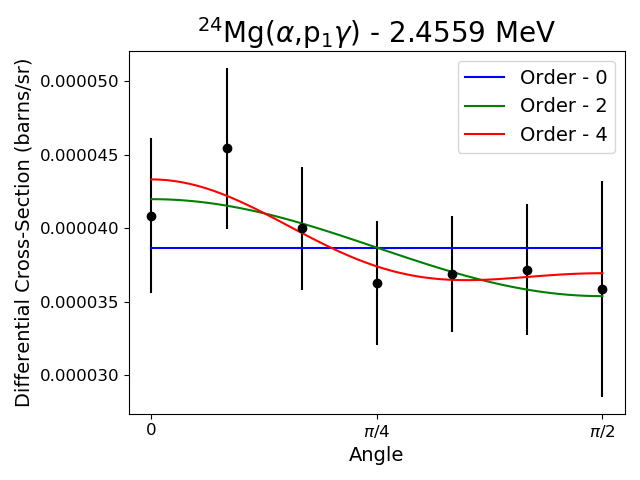 ²⁴Mg(α,p₁γ) - 2.4559 MeV
Differential Cross-Section (barns/sr)
0.000050
0.000045
0.000040
0.000035
0.000030
Order - 0
Order - 2
Order - 4
0
π/4
π/2
Angle